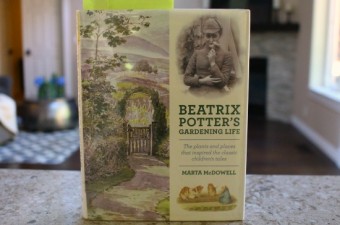 BEATRIX
POTTER'S
GARDENING LIFE
The plants and places
that inspired the classic
children's tales
MARTA McDOWELL